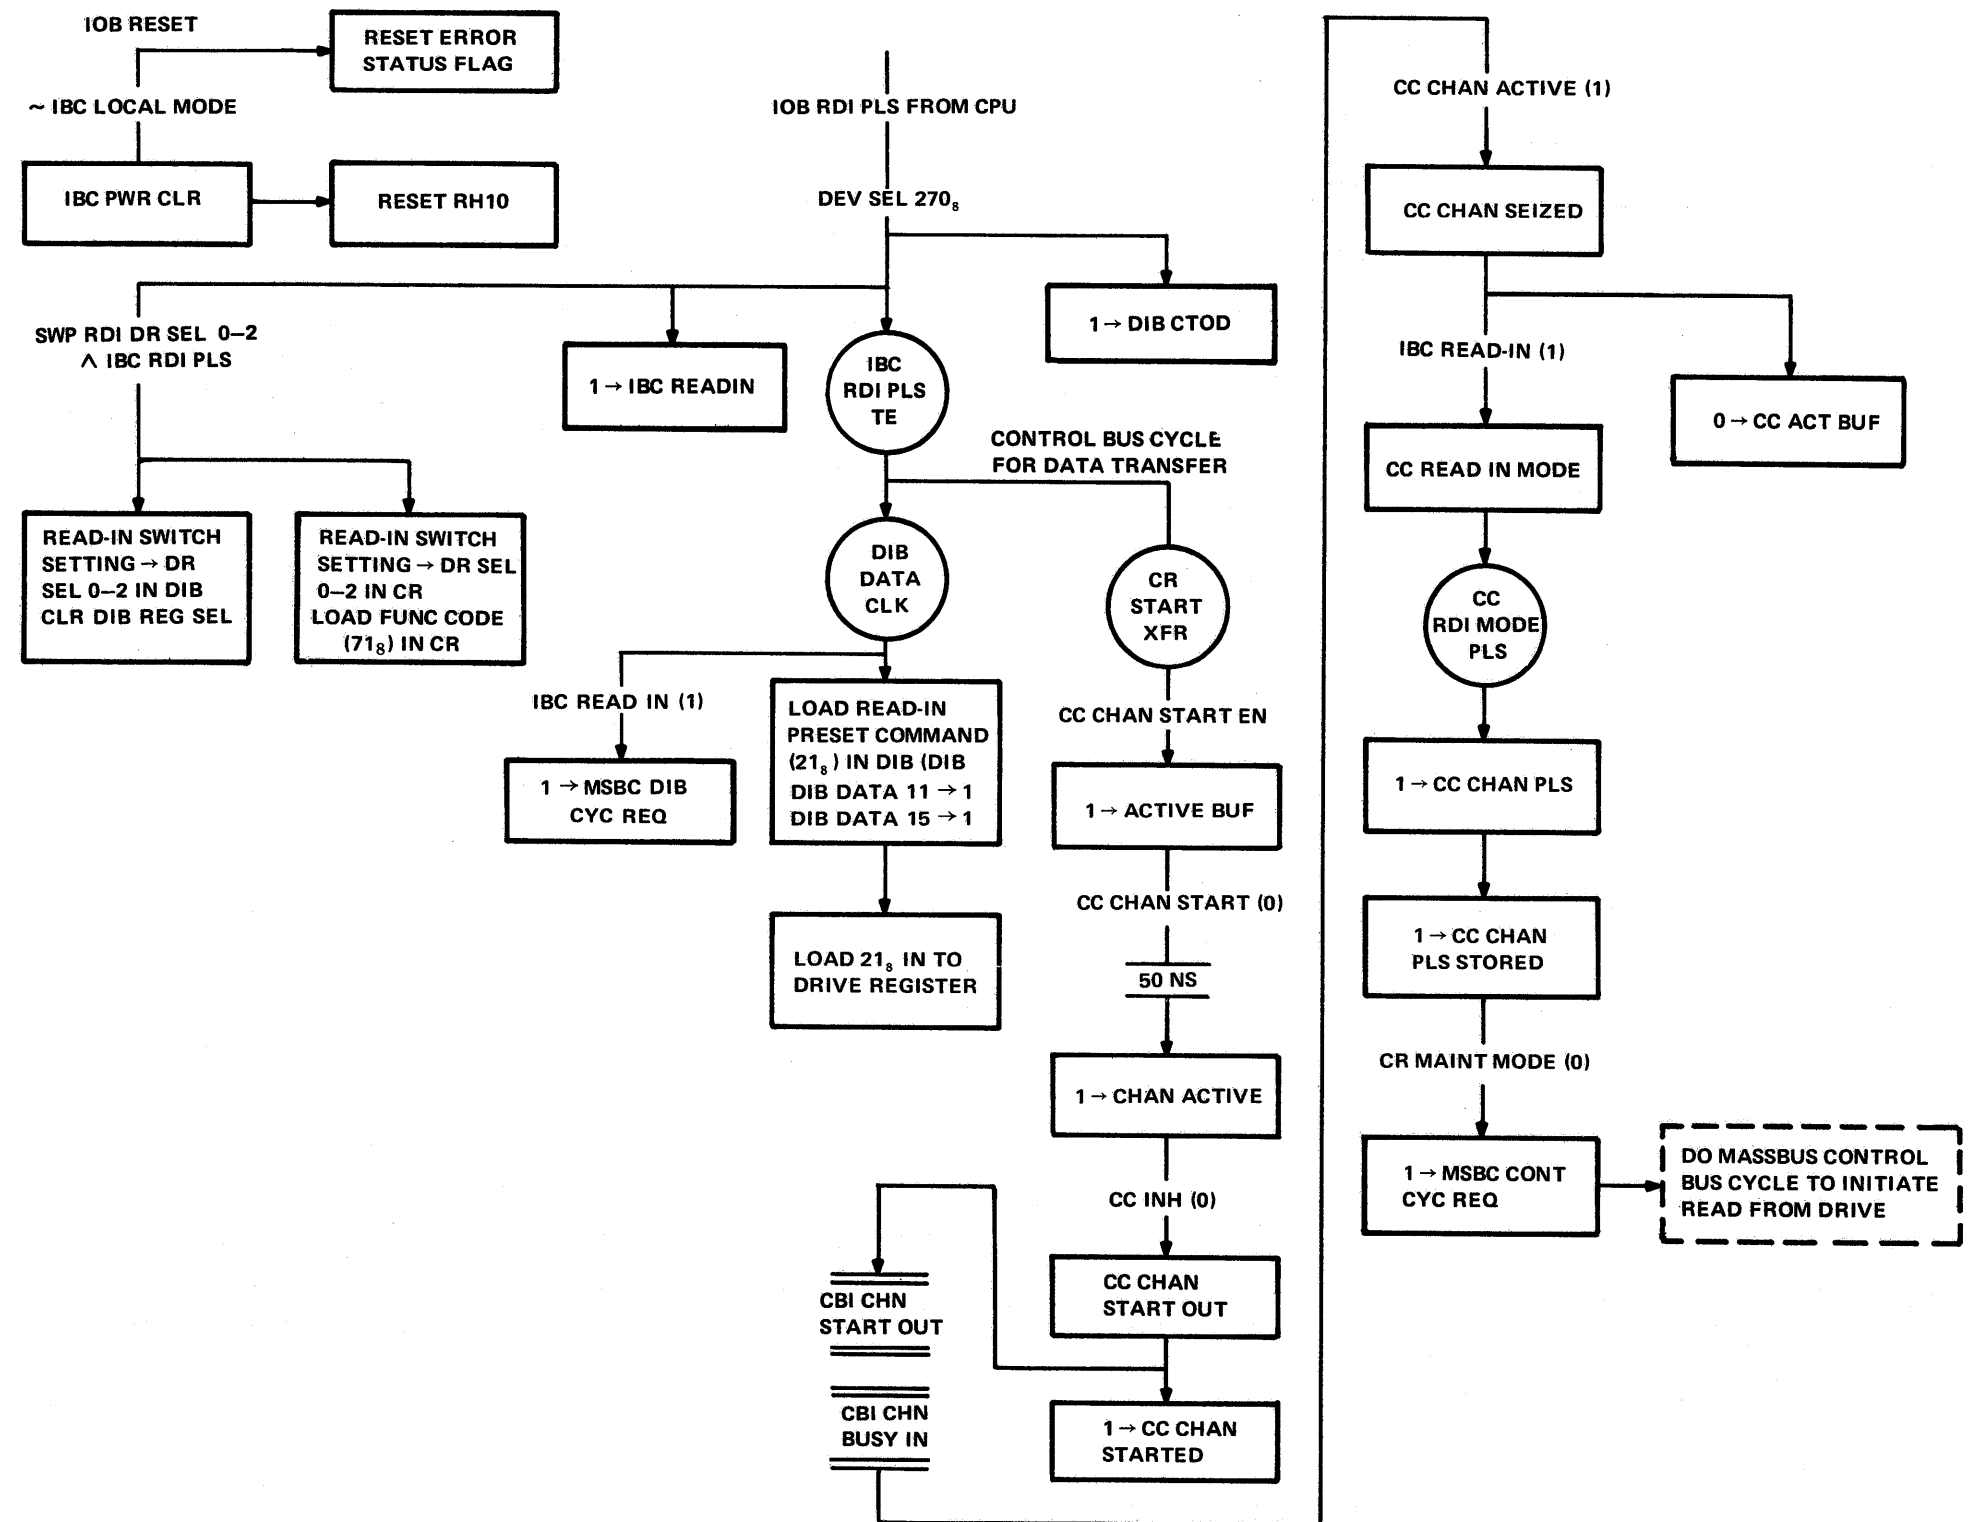 IOB RESET
RESET ERROR
STATUS FLAG
~ IBC LOCAL MODE
IBC PWR CLR
RESET RH10
IOB RDI PLS FROM CPU
DEV SEL 270₈
1 → DIB CTOD
SWP RDI DR SEL 0–2
∧ IBC RDI PLS
1 → IBC READIN
IBC
RDI PLS
TE
CONTROL BUS CYCLE
FOR DATA TRANSFER
READ-IN SWITCH
SETTING → DR
SEL 0–2 IN DIB
CLR DIB REG SEL
READ-IN SWITCH
SETTING → DR SEL
0–2 IN CR
LOAD FUNC CODE
(71₈) IN CR
DIB
DATA
CLK
CR
START
XFR
IBC READ IN (1)
1 → MSBC DIB
CYC REQ
LOAD READ-IN
PRESET COMMAND
(21₈) IN DIB (DIB
DIB DATA 11 → 1
DIB DATA 15 → 1
LOAD 21₈ IN TO
DRIVE REGISTER
CC CHAN START EN
1 → ACTIVE BUF
CC CHAN START (0)
50 NS
1 → CHAN ACTIVE
CC INH (0)
CC CHAN
START OUT
CBI CHN
START OUT
CBI CHN
BUSY IN
1 → CC CHAN
STARTED
CC CHAN ACTIVE (1)
CC CHAN SEIZED
IBC READ-IN (1)
0 → CC ACT BUF
CC READ IN MODE
CC
RDI MODE
PLS
1 → CC CHAN PLS
1 → CC CHAN
PLS STORED
CR MAINT MODE (0)
1 → MSBC CONT
CYC REQ
DO MASSBUS CONTROL
BUS CYCLE TO INITIATE
READ FROM DRIVE